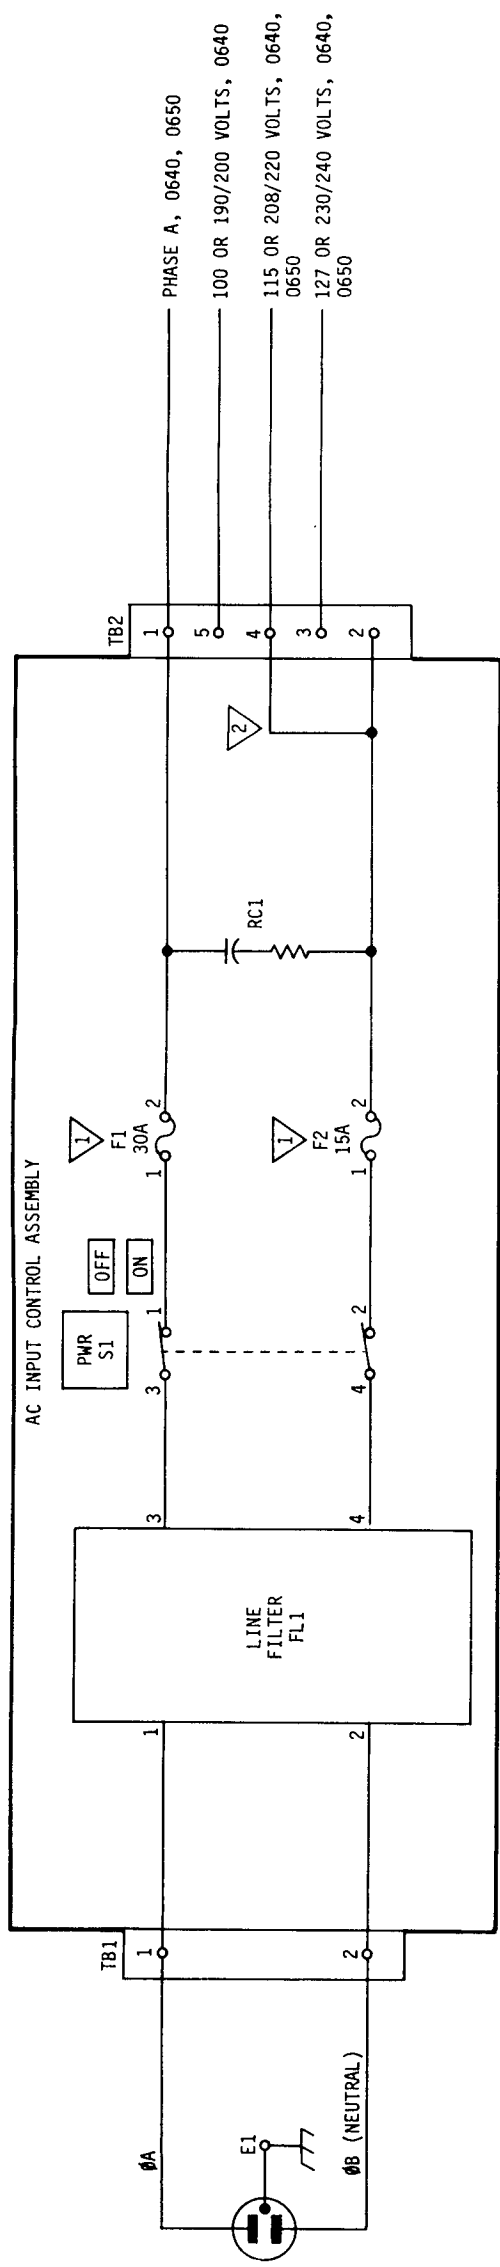 AC INPUT CONTROL ASSEMBLY
ØA
E1
ØB (NEUTRAL)
TB1
1
2
1
2
LINE
FILTER
FL1
3
4
PWR
S1
OFF
ON
3
1
4
2
1
F1
30A
1
2
1
F2
15A
1
2
RC1
2
TB2
1
5
4
3
2
PHASE A, 0640, 0650
100 OR 190/200 VOLTS, 0640
115 OR 208/220 VOLTS, 0640,
0650
127 OR 230/240 VOLTS, 0640,
0650